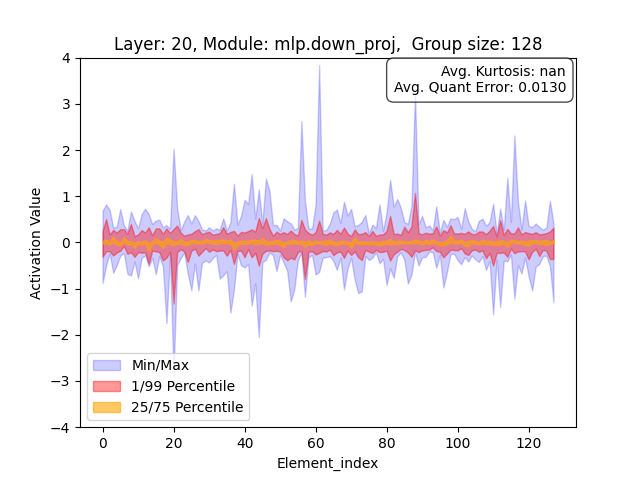 Layer: 20, Module: mlp.down_proj,  Group size: 128
Avg. Kurtosis: nan
Avg. Quant Error: 0.0130
4
3
2
1
0
−1
−2
−3
−4
Activation Value
Min/Max
1/99 Percentile
25/75 Percentile
0 20 40 60 80 100 120
Element_index